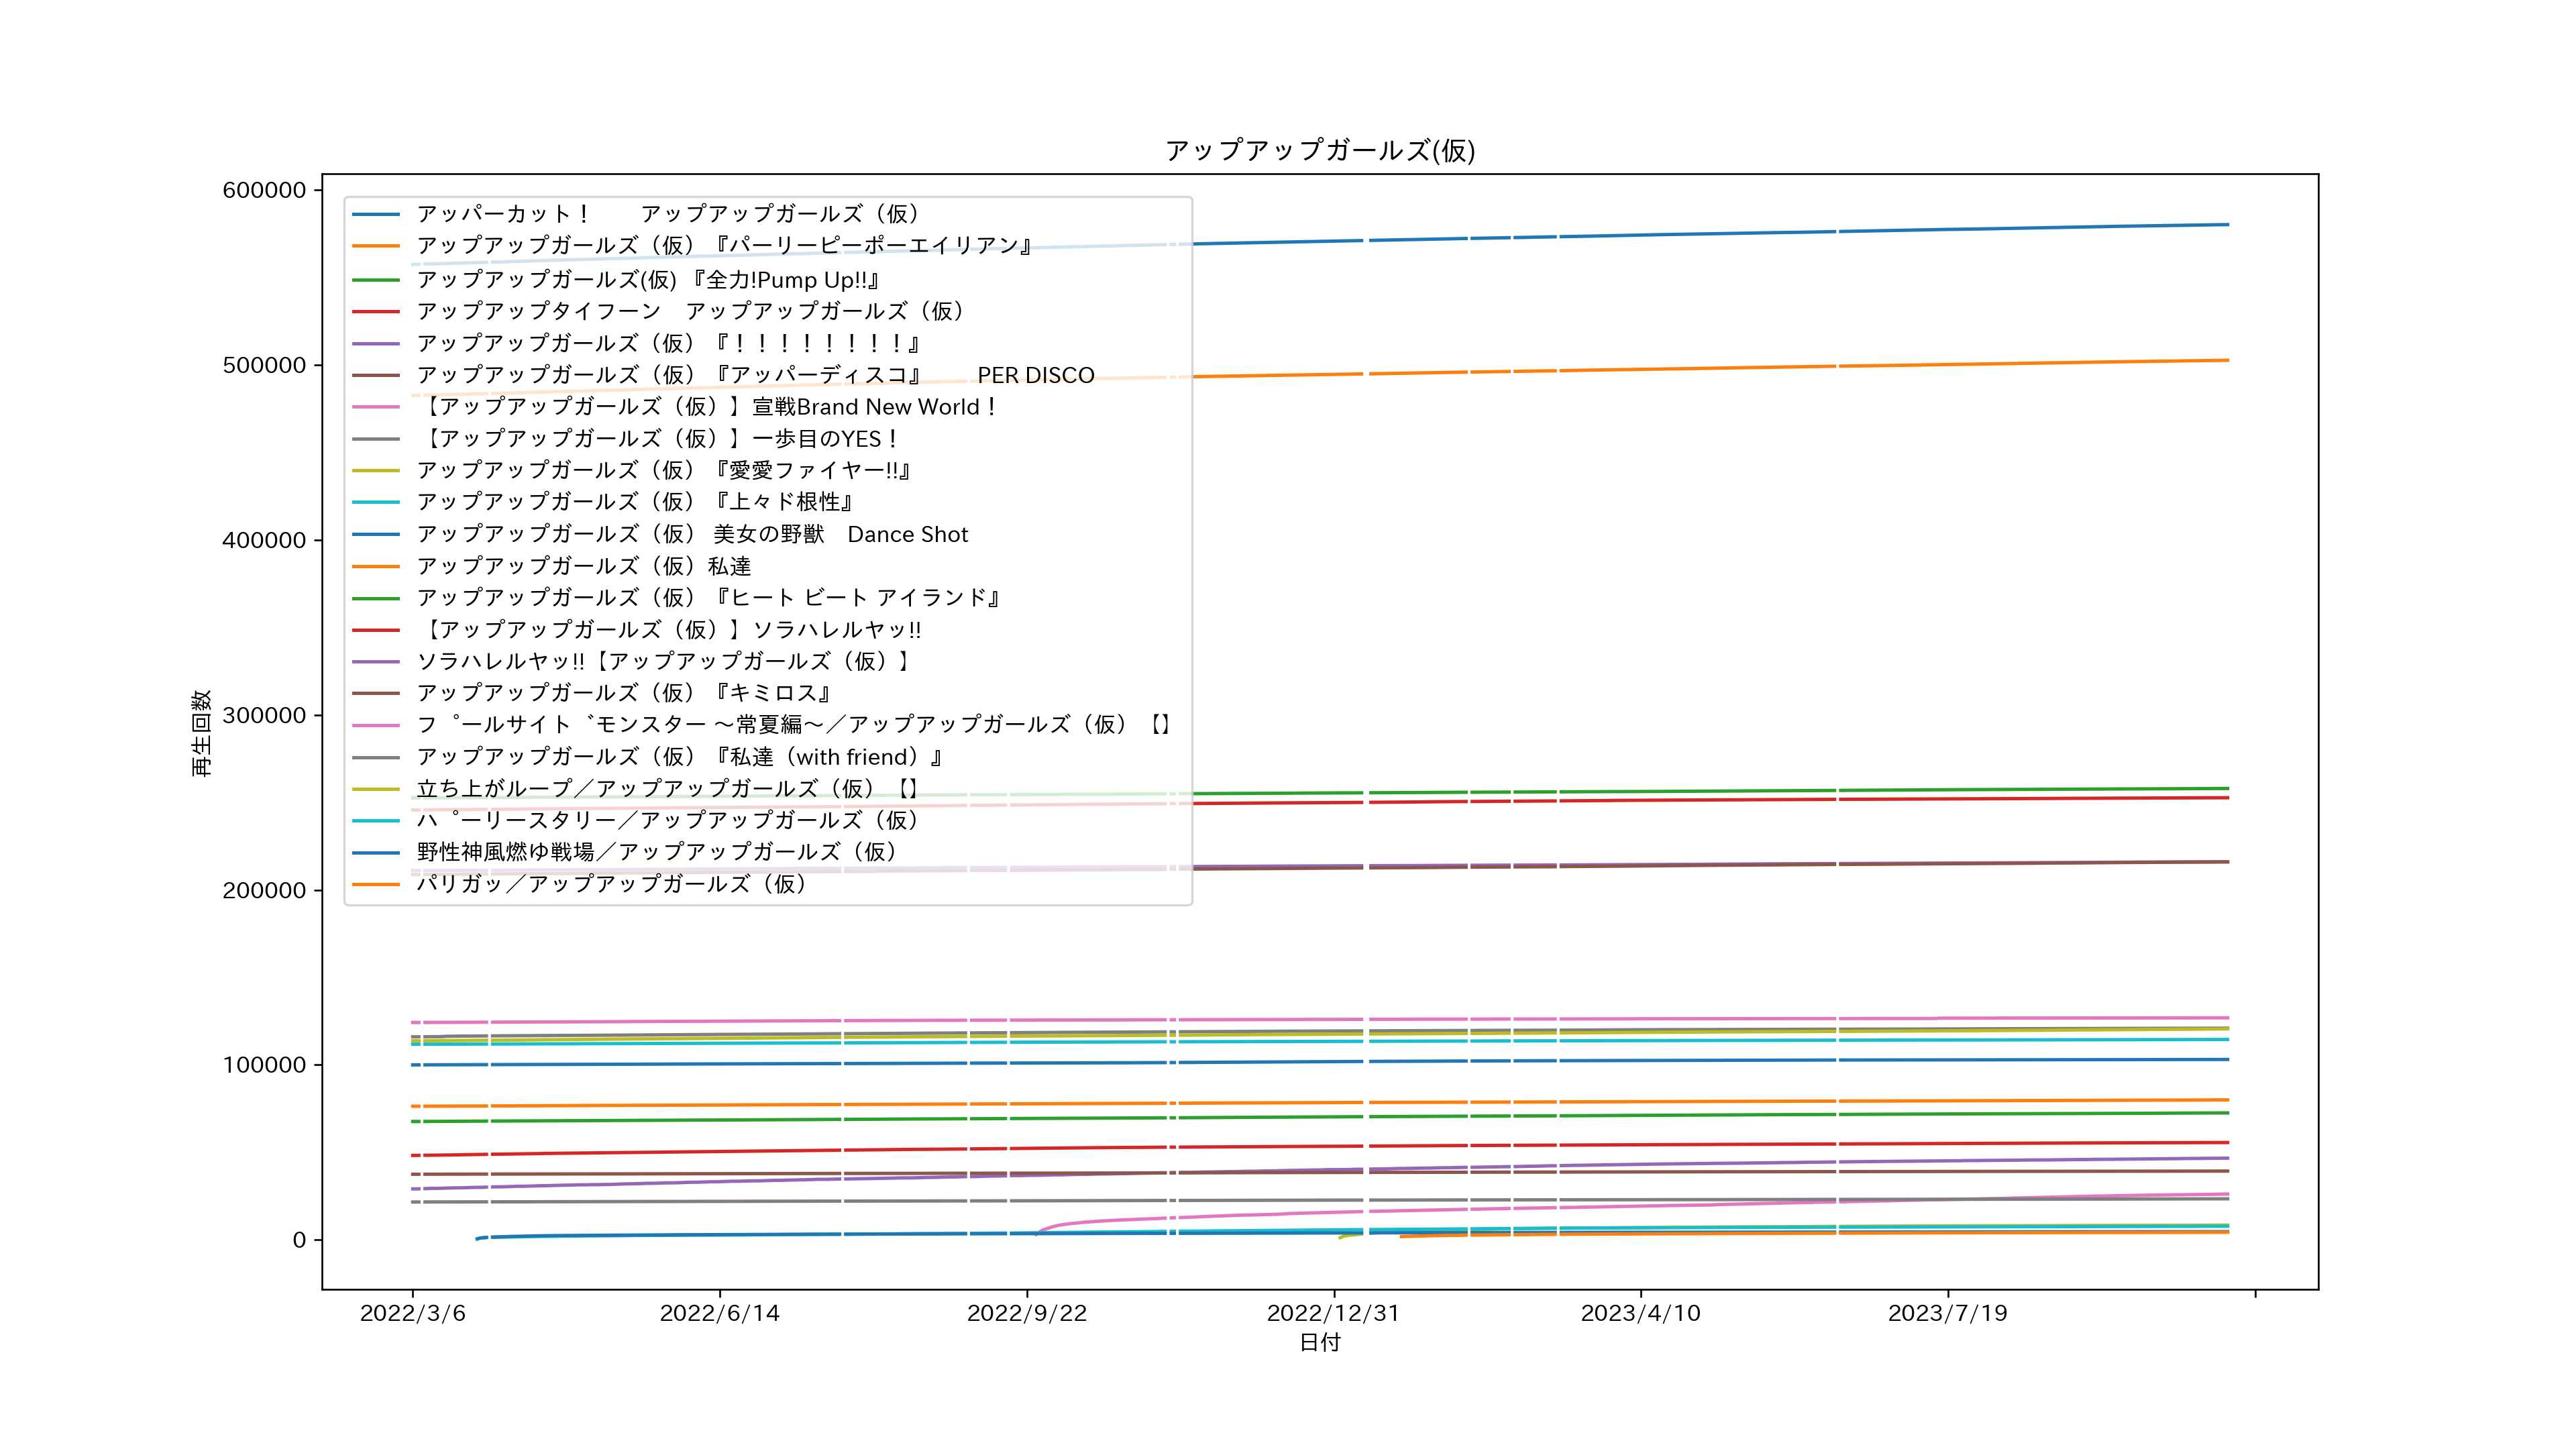 アップアップガールズ(仮)
600000
500000
400000
300000
200000
100000
0
再生回数
アッパーカット！　　アップアップガールズ（仮）
アップアップガールズ（仮）『パーリーピーポーエイリアン』
アップアップガールズ(仮) 『全力!Pump Up!!』
アップアップタイフーン　アップアップガールズ（仮）
アップアップガールズ（仮）『！！！！！！！！』
アップアップガールズ（仮）『アッパーディスコ』　　PER DISCO
【アップアップガールズ（仮）】宣戦Brand New World！
【アップアップガールズ（仮）】一歩目のYES！
アップアップガールズ（仮）『愛愛ファイヤー!!』
アップアップガールズ（仮）『上々ド根性』
アップアップガールズ（仮） 美女の野獣　Dance Shot
アップアップガールズ（仮）私達
アップアップガールズ（仮）『ヒート ビート アイランド』
【アップアップガールズ（仮）】ソラハレルヤッ!!
ソラハレルヤッ!!【アップアップガールズ（仮）】
アップアップガールズ（仮）『キミロス』
フ゜ールサイト゛モンスター ～常夏編～／アップアップガールズ（仮）【】
アップアップガールズ（仮）『私達（with friend）』
立ち上がループ／アップアップガールズ（仮）【】
ハ゜ーリースタリー／アップアップガールズ（仮）
野性神風燃ゆ戦場／アップアップガールズ（仮）
パリガッ／アップアップガールズ（仮）
2022/3/6
2022/6/14
2022/9/22
2022/12/31
2023/4/10
2023/7/19
日付